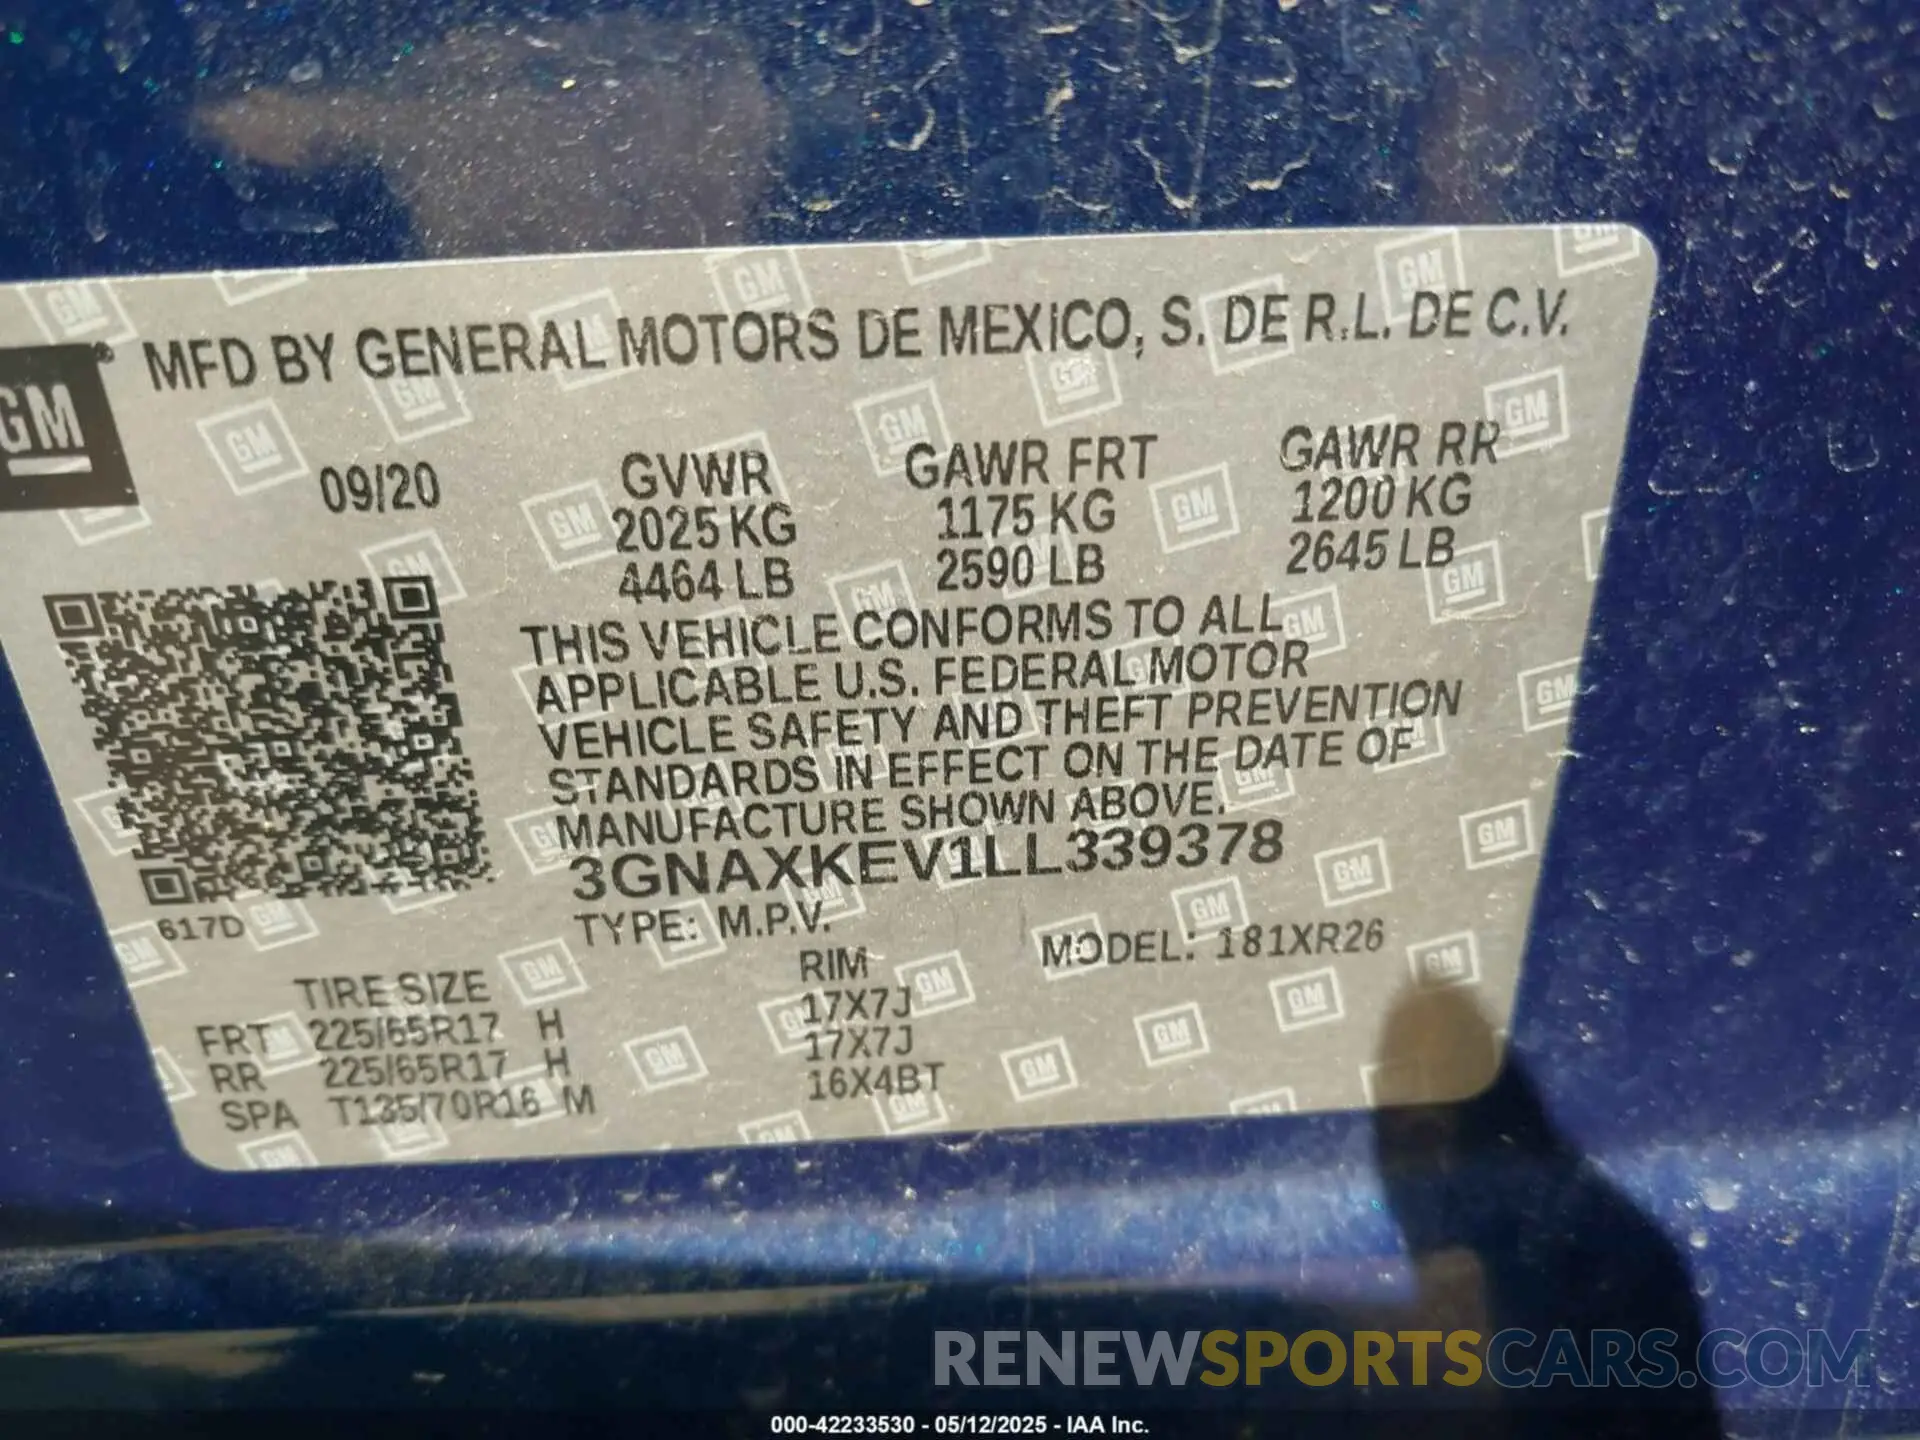 GM® MFD BY GENERAL MOTORS DE MEXICO, S. DE R.L. DE C.V.
09/20 GVWR GAWR FRT GAWR RR
2025 KG 1175 KG 1200 KG
4464 LB 2590 LB 2645 LB
THIS VEHICLE CONFORMS TO ALL
APPLICABLE U.S. FEDERAL MOTOR
VEHICLE SAFETY AND THEFT PREVENTION
STANDARDS IN EFFECT ON THE DATE OF
MANUFACTURE SHOWN ABOVE.
3GNAXKEV1LL339378
617D TYPE: M.P.V. MODEL: 181XR26
TIRE SIZE RIM
FRT 225/65R17 H 17X7J
RR 225/65R17 H 17X7J
SPA T135/70R16 M 16X4BT
RENEWSPORTSCARS.COM
000-42233530 - 05/12/2025 - IAA Inc.